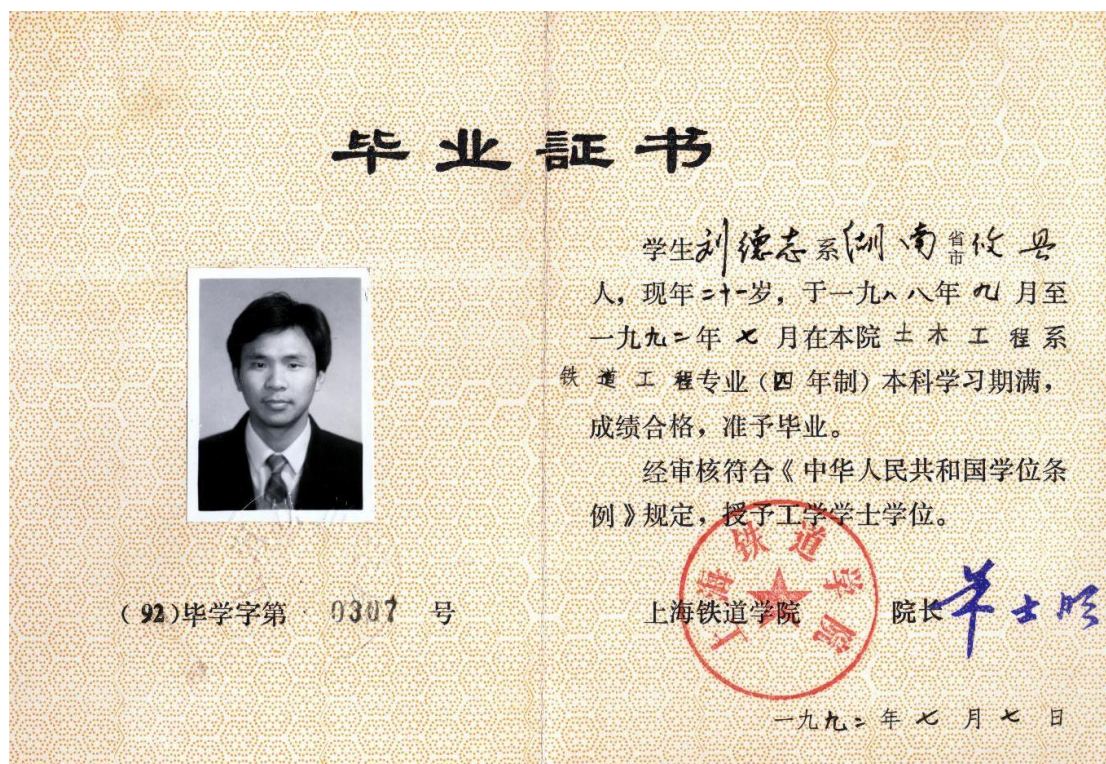 毕业証书
学生刘德志系湖南省市攸县
人，现年二十一岁，于一九八八年九月至
一九九二年七月在本院土木工程系
铁道工程专业（四年制）本科学习期满，
成绩合格，准予毕业。
经审核符合《中华人民共和国学位条
例》规定，授予工学学士学位。
(92)毕学字第 0307 号
上海铁道学院 院长
上海铁道学院
一九九二年七月七日